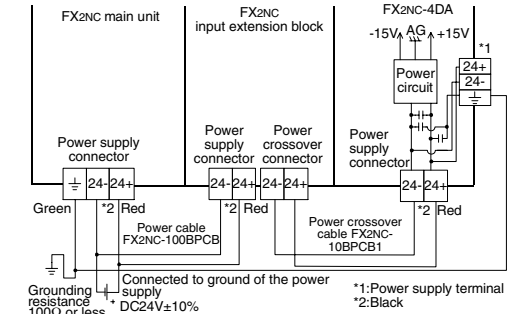 FX2NC main unit
FX2NC
input extension block
FX2NC-4DA
-15V AG +15V
*1
24+
24-
Power
circuit
Power supply
connector
Power
supply
connector
Power
crossover
connector
Power
supply
connector
24- 24+
24- 24+
24- 24+
24- 24+
Green
*2 Red
*2 Red
*2 Red
Power cable
FX2NC-100BPCB
Power crossover
cable FX2NC-
10BPCB1
Connected to ground of the power
supply
DC24V±10%
Grounding
resistance
100Ω or less
*1:Power supply terminal
*2:Black